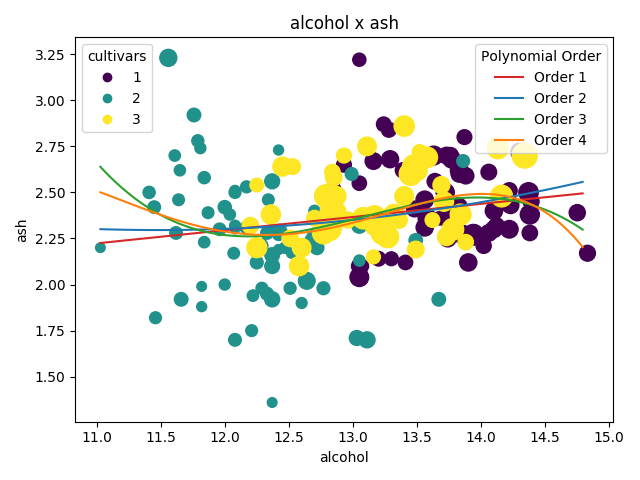 alcohol x ash
cultivars
1
2
3
Polynomial Order
Order 1
Order 2
Order 3
Order 4
ash
3.25
3.00
2.75
2.50
2.25
2.00
1.75
1.50
11.0 11.5 12.0 12.5 13.0 13.5 14.0 14.5 15.0
alcohol